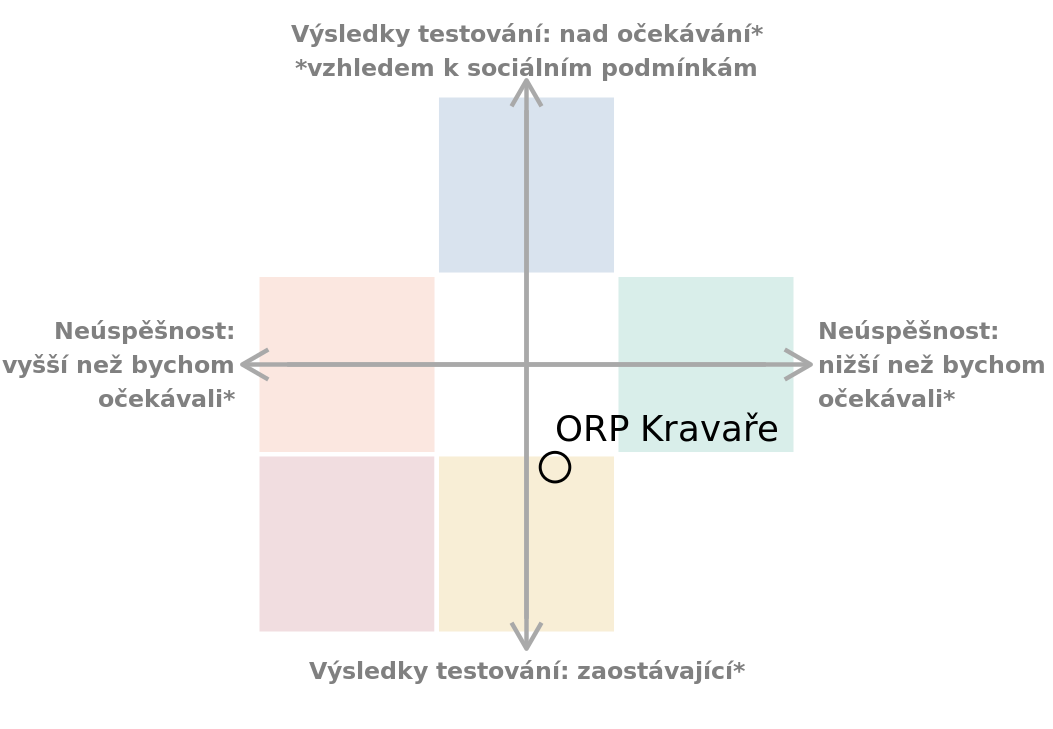 Výsledky testování: nad očekávání*
*vzhledem k sociálním podmínkám
Neúspěšnost:
vyšší než bychom
očekávali*
Neúspěšnost:
nižší než bychom
očekávali*
ORP Kravaře
Výsledky testování: zaostávající*